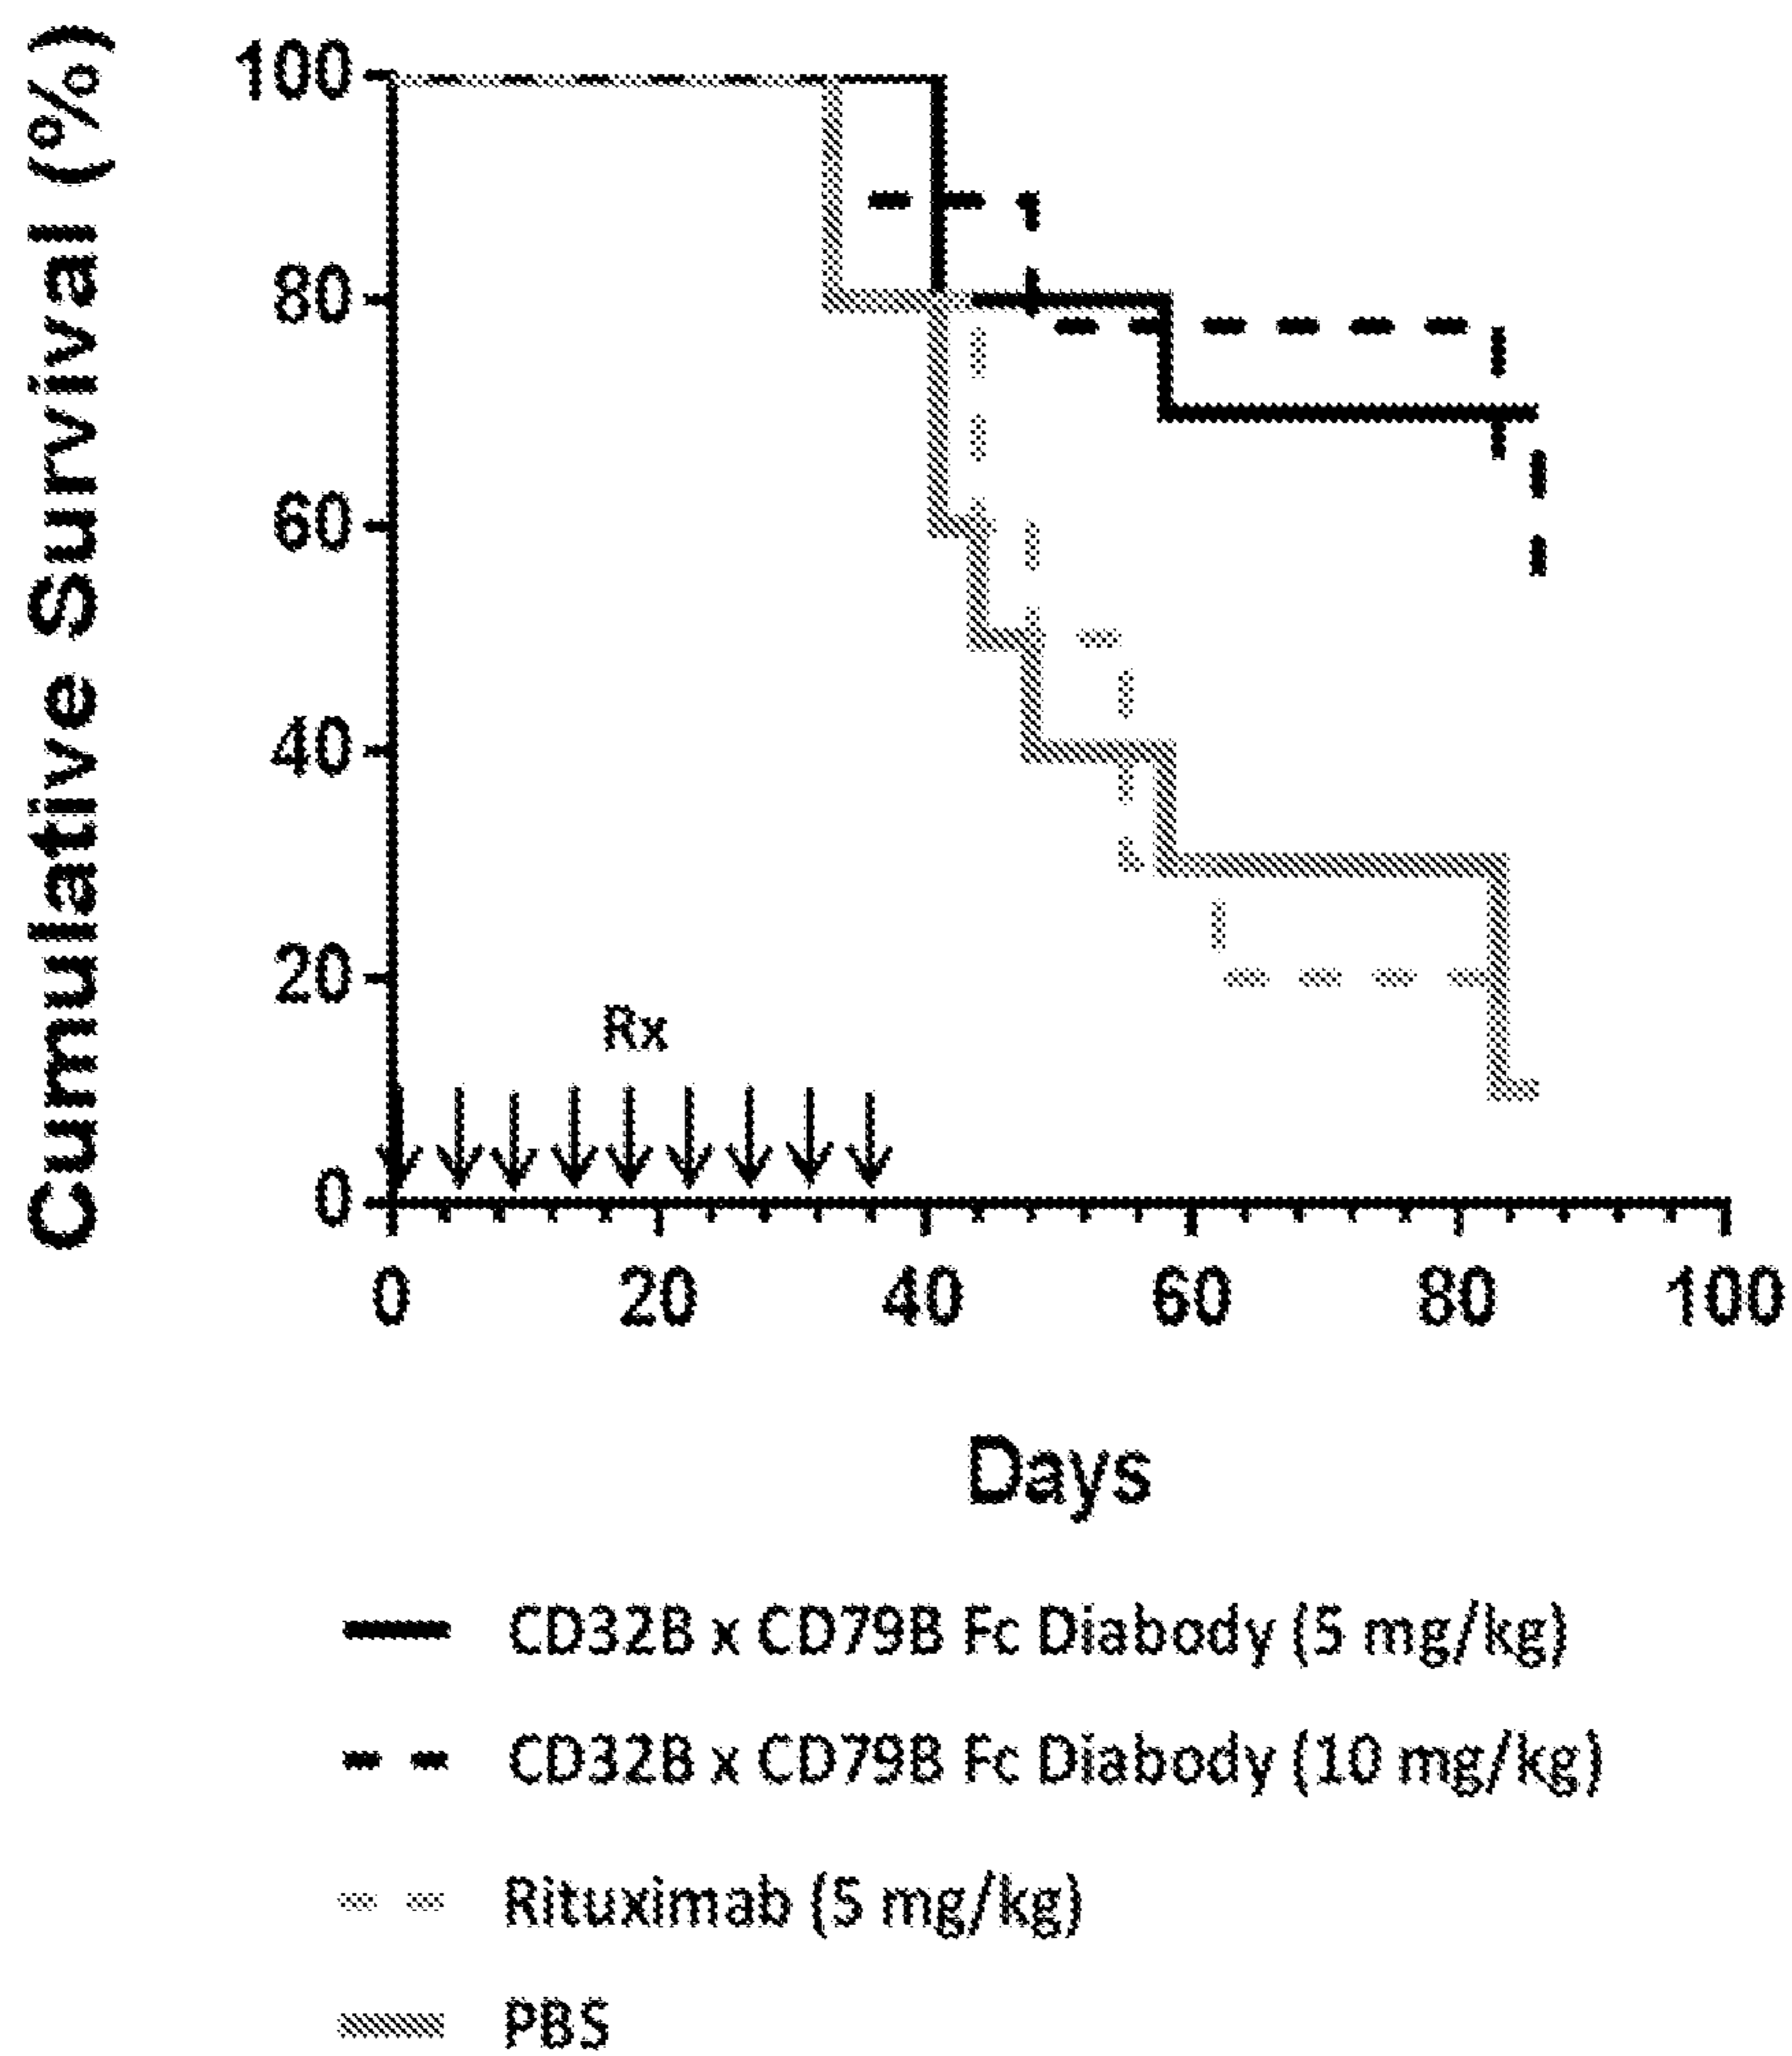 Cumulative Survival (%)
100
80
60
40
20
0
Rx
0 20 40 60 80 100
Days
CD32B x CD79B Fc Diabody (5 mg/kg)
CD32B x CD79B Fc Diabody (10 mg/kg)
Rituximab (5 mg/kg)
PBS